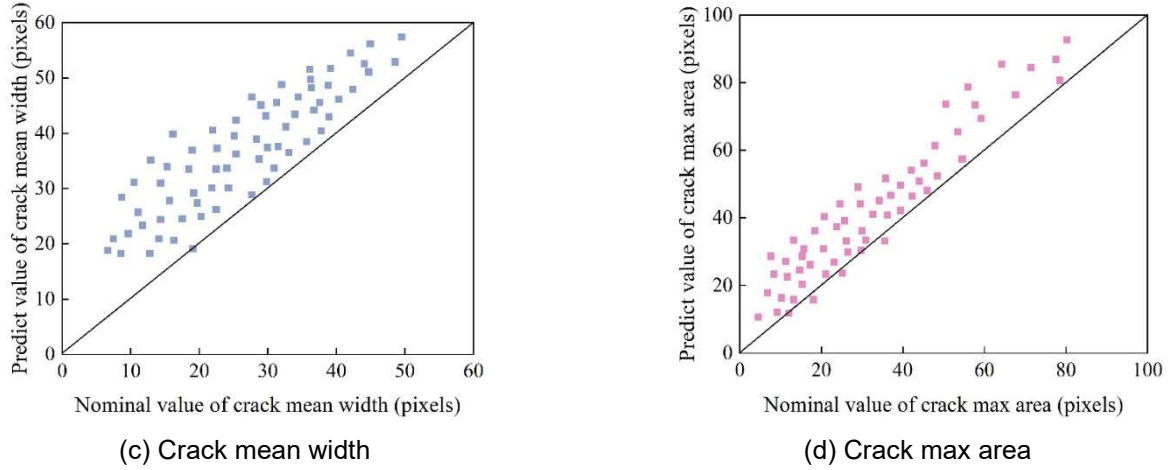 Predict value of crack mean width (pixels)
60
50
40
30
20
10
0
0 10 20 30 40 50 60
Nominal value of crack mean width (pixels)
(c) Crack mean width
Predict value of crack max area (pixels)
100
80
60
40
20
0
0 20 40 60 80 100
Nominal value of crack max area (pixels)
(d) Crack max area